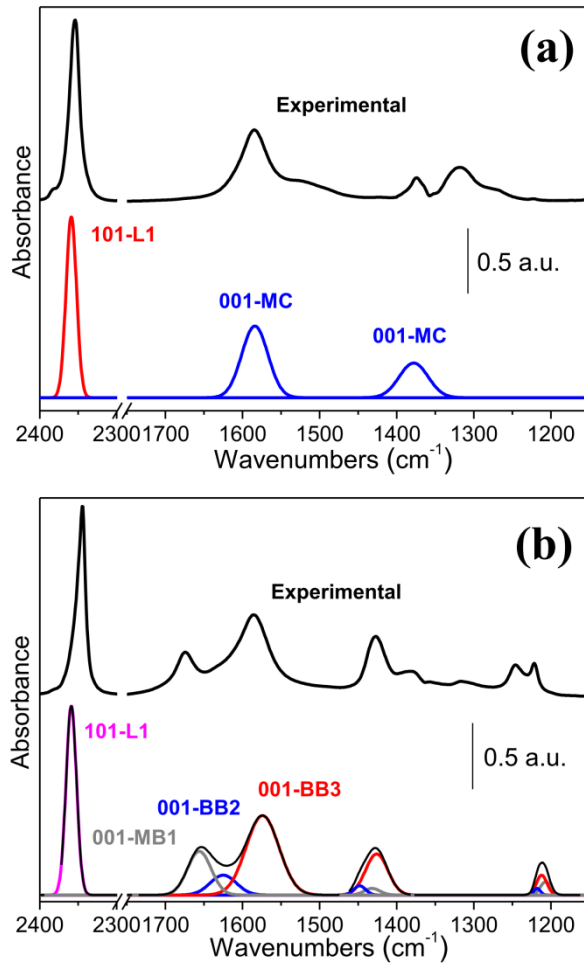 (a)
Experimental
Absorbance
101-L1
0.5 a.u.
001-MC
001-MC
2400 2300 1700 1600 1500 1400 1300 1200
Wavenumbers (cm-1)
(b)
Experimental
Absorbance
101-L1
0.5 a.u.
001-BB2
001-BB3
001-MB1
2400 2300 1700 1600 1500 1400 1300 1200
Wavenumbers (cm-1)